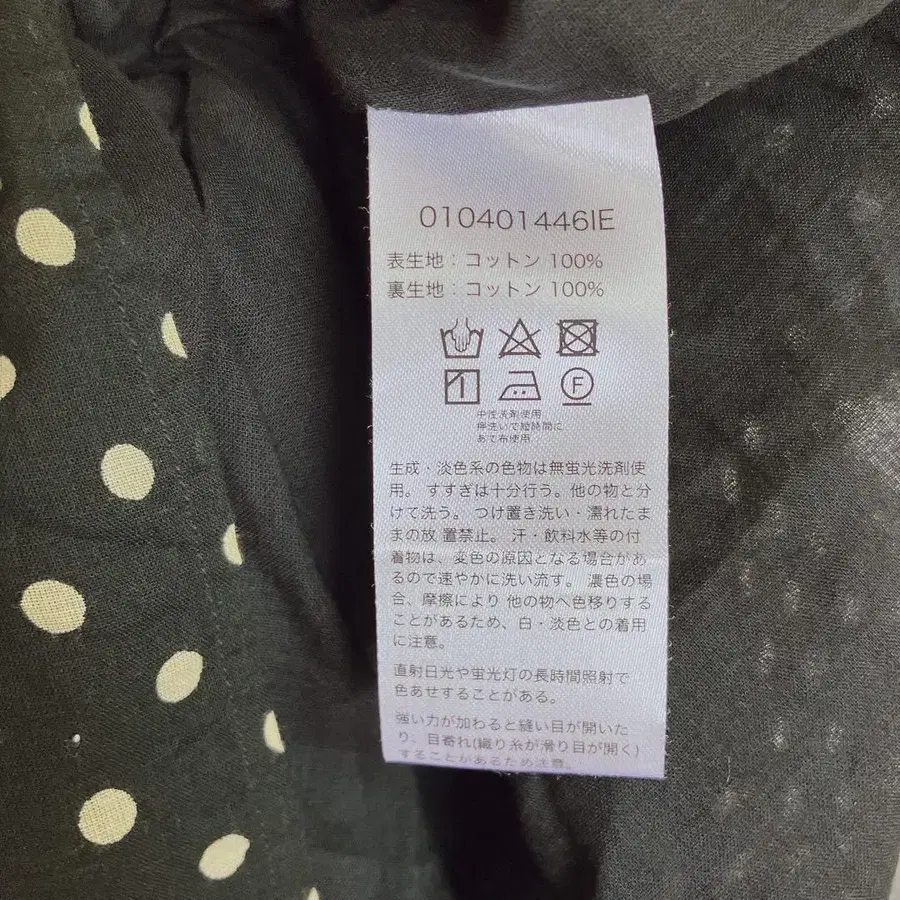 010401446IE
表生地：コットン 100%
裏生地：コットン 100%
F
中性洗剤使用
押洗いで短時間に
あて布使用
生成・淡色系の色物は無蛍光洗剤使
用。 すすぎは十分行う。他の物と分
けて洗う。 つけ置き洗い・濡れたま
まの放 置禁止。 汗・飲料水等の付
着物は、変色の原因となる場合があ
るので速やかに洗い流す。 濃色の場
合、摩擦により 他の物へ色移りする
ことがあるため、白・淡色との着用
に注意。
直射日光や蛍光灯の長時間照射で
色あせすることがある。
強い力が加わると縫い目が開いた
り、目寄れ(織り糸が滑り目が開く)
することがあるため注意。